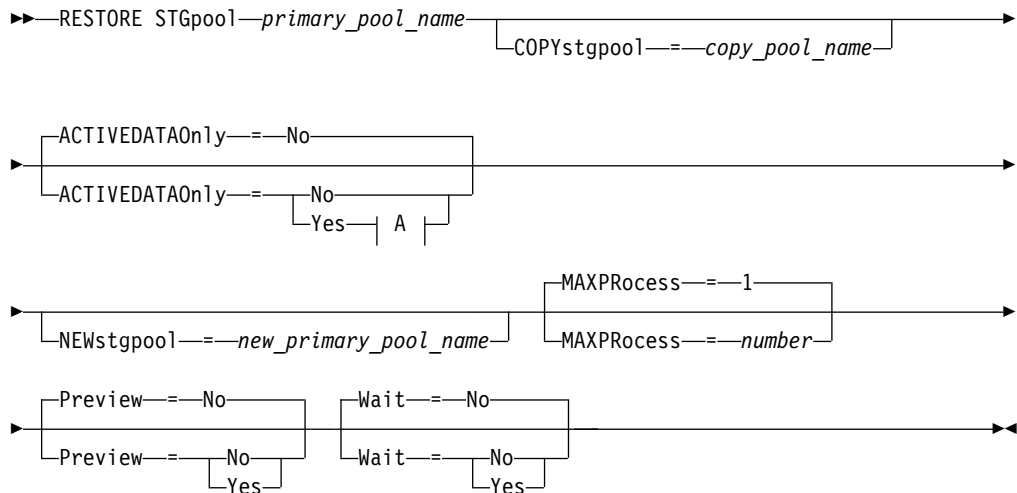 RESTORE STGpool primary_pool_name
COPYstgpool = copy_pool_name
ACTIVEDATAOnly = No
ACTIVEDATAOnly = No
Yes A
NEWstgpool = new_primary_pool_name
MAXPRocess = 1
MAXPRocess = number
Preview = No
Preview = No
Yes
Wait = No
Wait = No
Yes